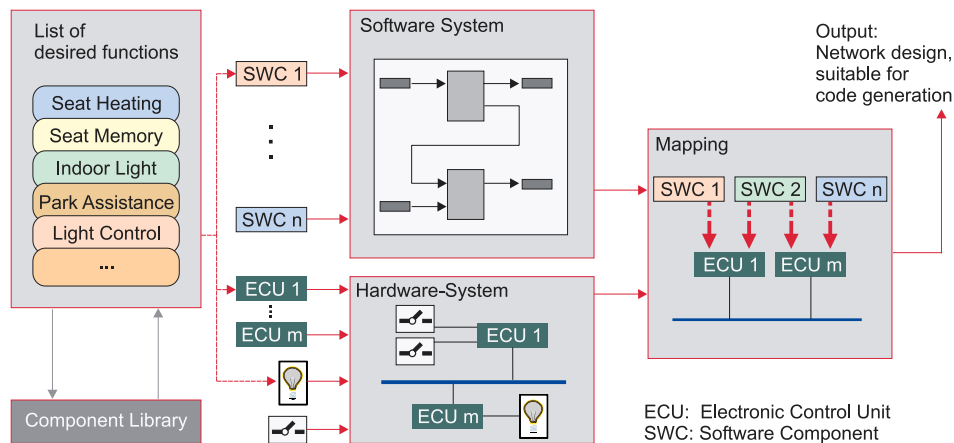 List of
desired functions
Seat Heating
Seat Memory
Indoor Light
Park Assistance
Light Control
...
Component Library
SWC 1
SWC n
ECU 1
ECU m
Software System
Hardware-System
ECU 1
ECU m
Mapping
SWC 1
SWC 2
SWC n
ECU 1
ECU m
Output:
Network design,
suitable for
code generation
ECU: Electronic Control Unit
SWC: Software Component